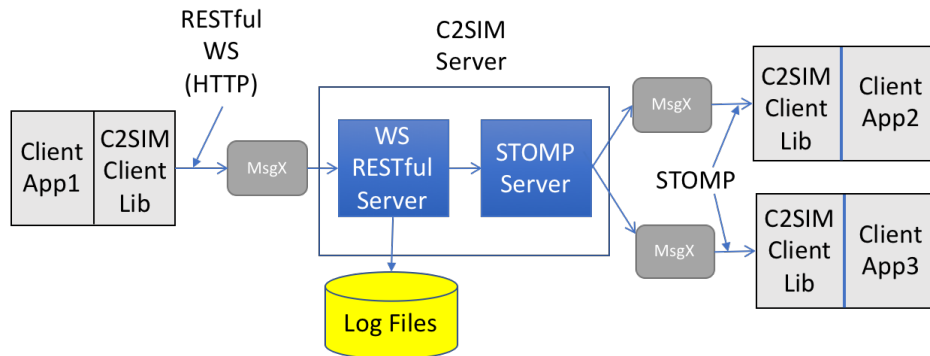 RESTful
WS
(HTTP)
C2SIM
Server
Client
App1
C2SIM
Client
Lib
MsgX
WS
RESTful
Server
STOMP
Server
Log Files
MsgX
MsgX
STOMP
C2SIM
Client
Lib
Client
App2
C2SIM
Client
Lib
Client
App3